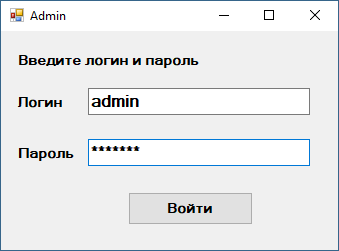 Admin
Введите логин и пароль
Логин admin
Пароль *******
Войти